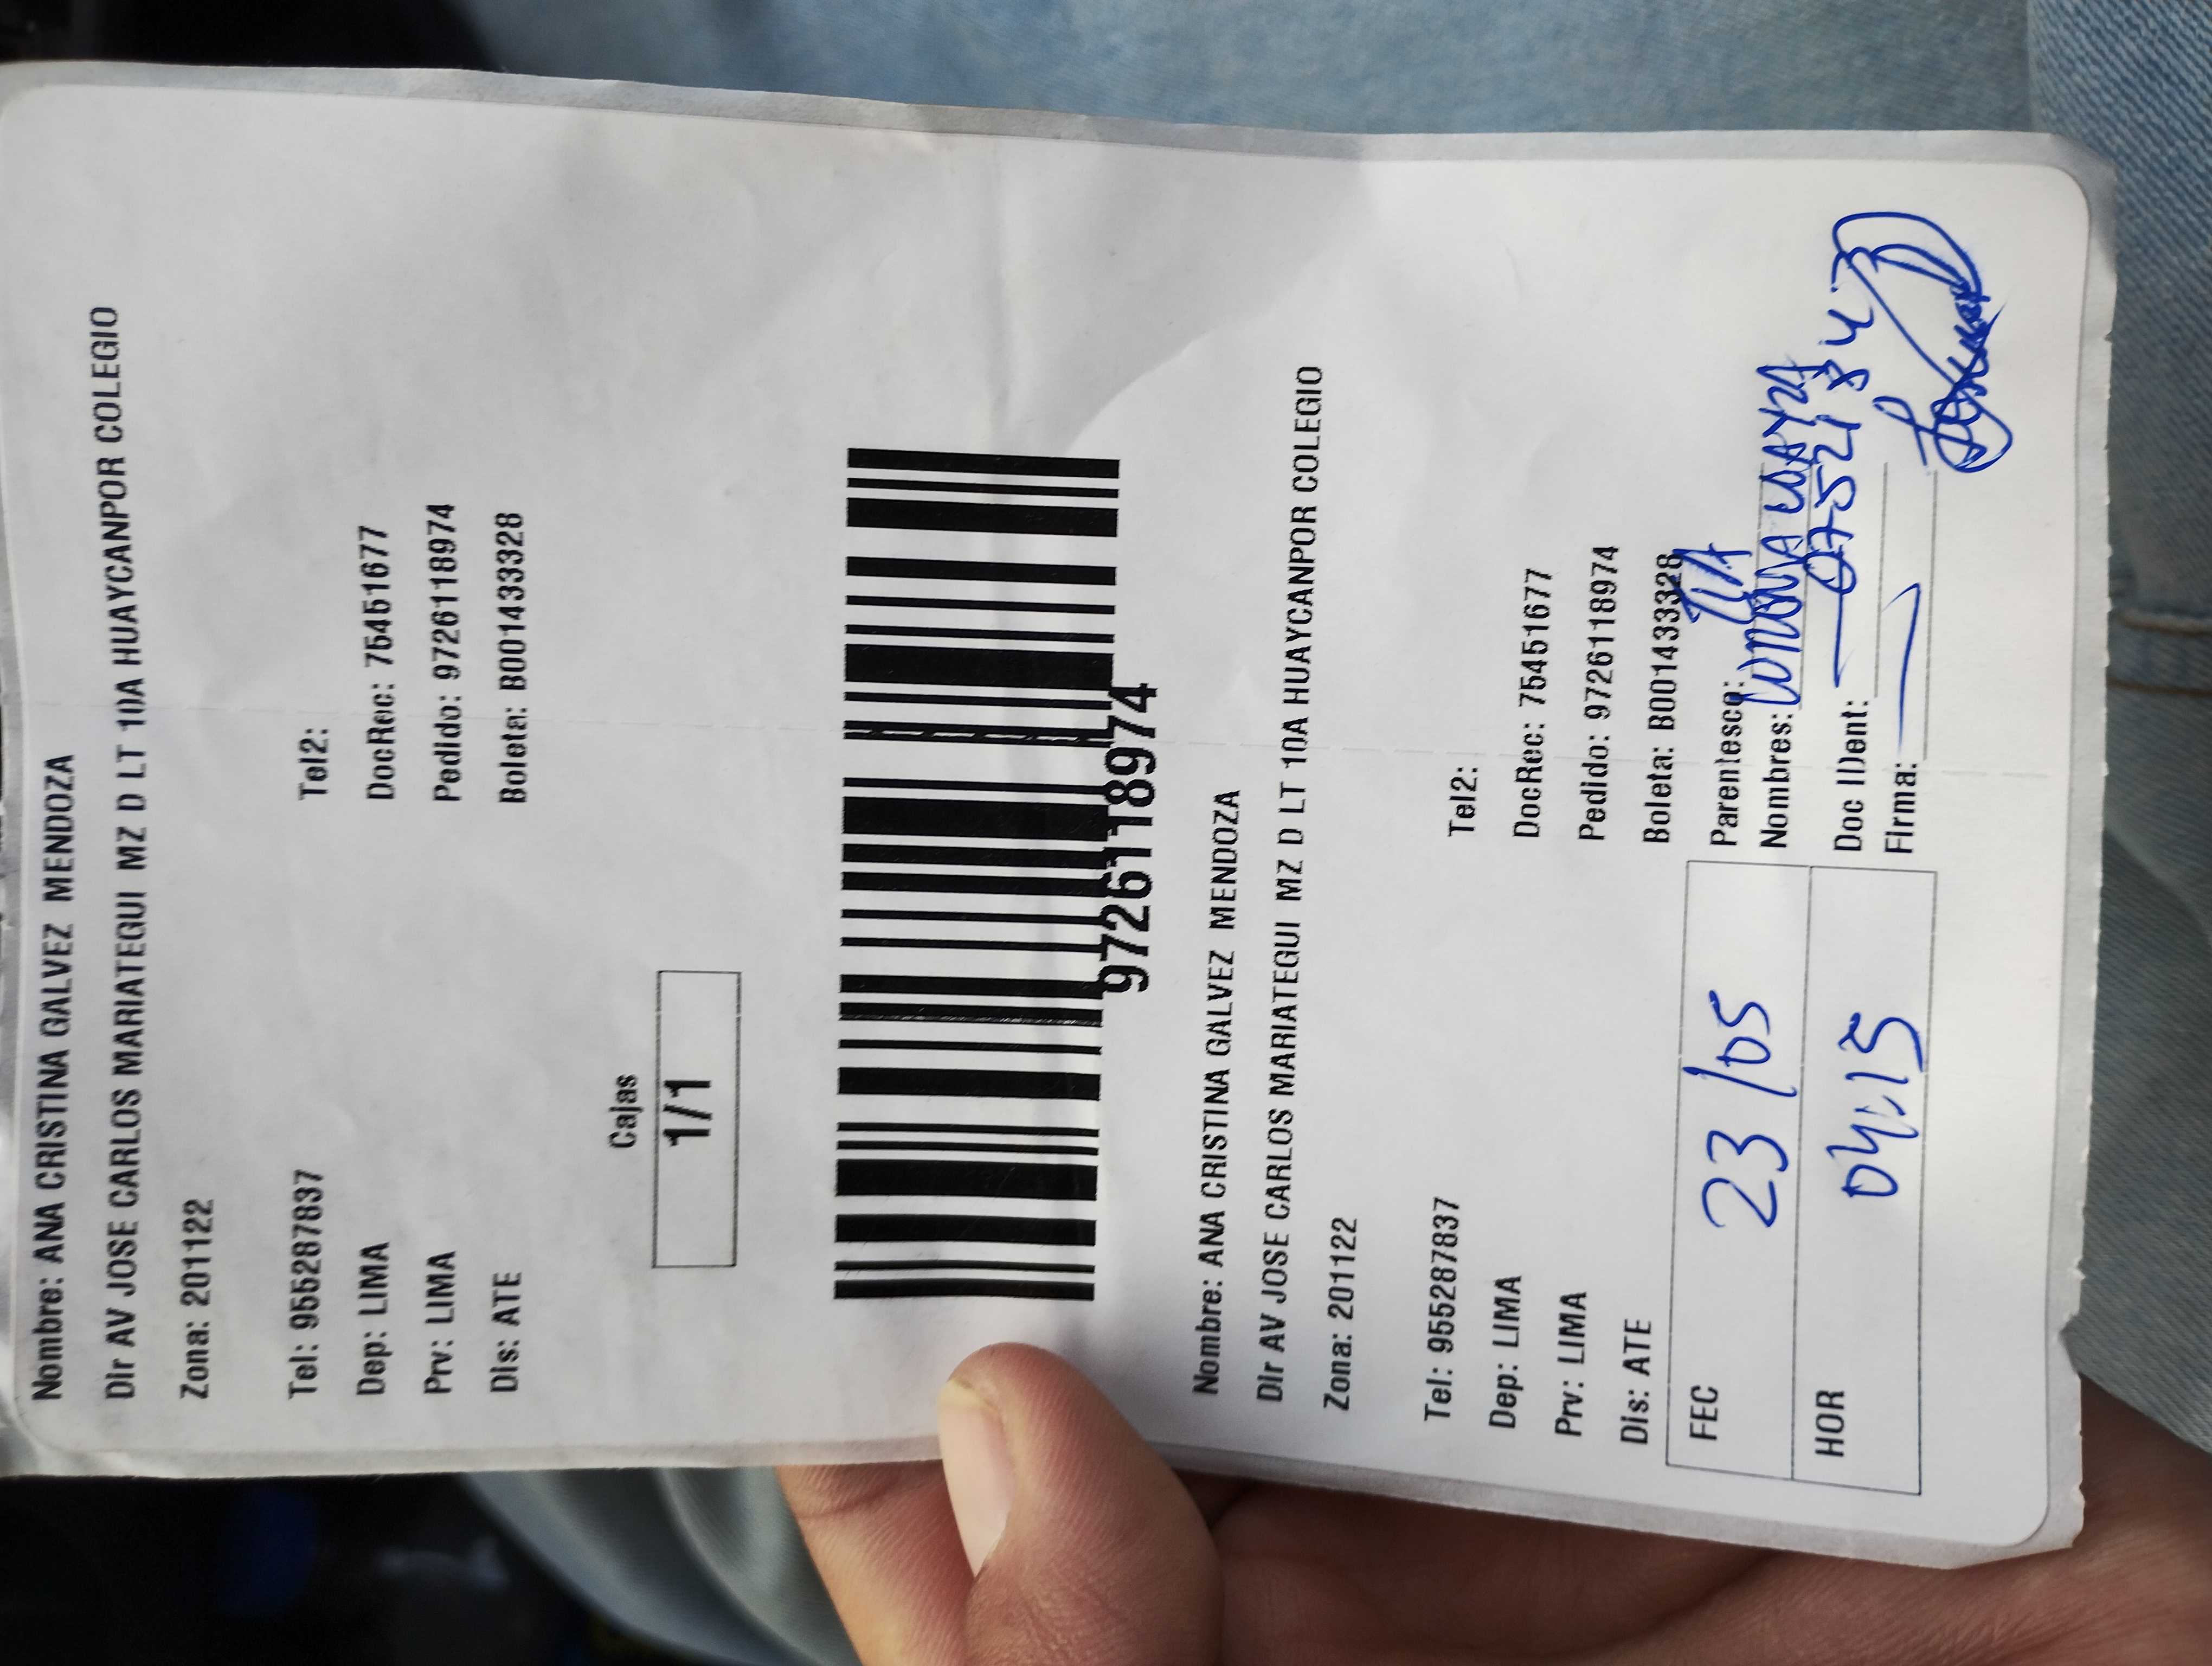 Nombre: ANA CRISTINA GALVEZ MENDOZA
Dir AV JOSE CARLOS MARIATEGUI MZ D LT 10A HUAYCANPOR COLEGIO
Zona: 201122
Tel: 955287837 Tel2:
Dep: LIMA DocRec: 75451677
Prv: LIMA Pedido: 9726118974
Dis: ATE Boleta: B00143328
Cajas
1/1
9726118974
Nombre: ANA CRISTINA GALVEZ MENDOZA
Dir AV JOSE CARLOS MARIATEGUI MZ D LT 10A HUAYCANPOR COLEGIO
Zona: 201122
Tel: 955287837 Tel2:
Dep: LIMA DocRec: 75451677
Prv: LIMA Pedido: 9726118974
Dis: ATE Boleta: B00143328
FEC 23/05
HOR 04:15
Parentesco: TIA
Nombres:
Doc IDent:
Firma: